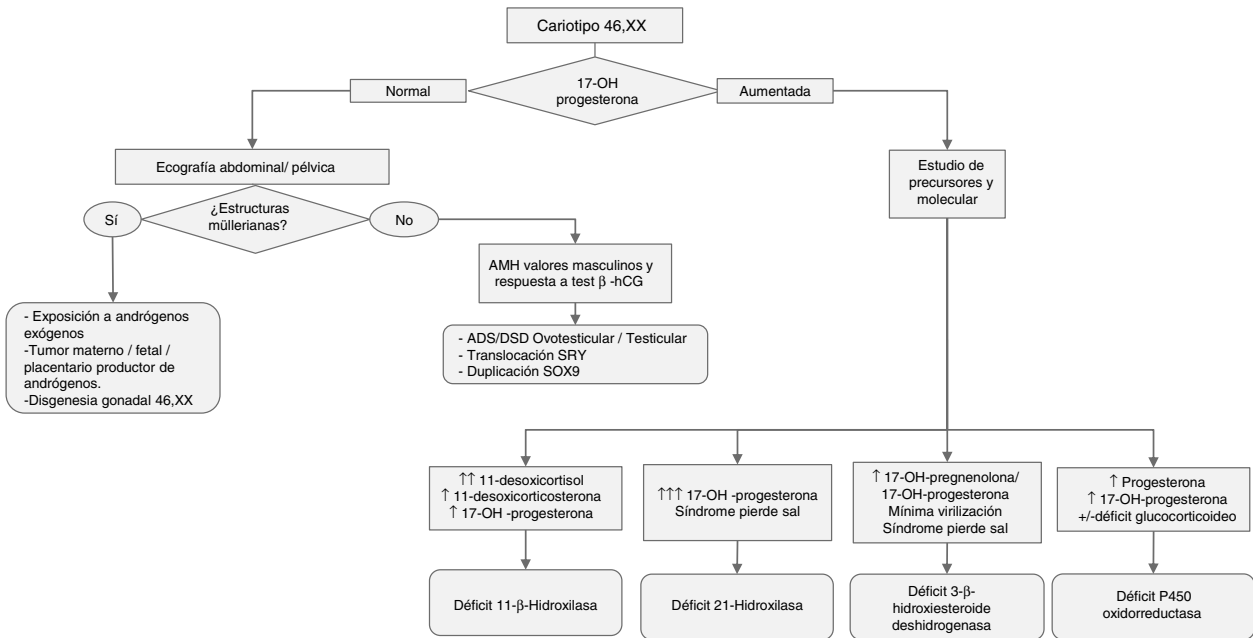 Cariotipo 46,XX
17-OH
progesterona
Normal
Aumentada
Ecografía abdominal/ pélvica
¿Estructuras
müllerianas?
Sí
No
Estudio de
precursores y
molecular
AMH valores masculinos y
respuesta a test β -hCG
- Exposición a andrógenos
exógenos
-Tumor materno / fetal /
placentario productor de
andrógenos.
-Disgenesia gonadal 46,XX
- ADS/DSD Ovotesticular / Testicular
- Translocación SRY
- Duplicación SOX9
↑↑ 11-desoxicortisol
↑ 11-desoxicorticosterona
↑ 17-OH -progesterona
↑↑↑ 17-OH -progesterona
Síndrome pierde sal
↑ 17-OH-pregnenolona/
17-OH-progesterona
Mínima virilización
Síndrome pierde sal
↑ Progesterona
↑ 17-OH-progesterona
+/-déficit glucocorticoideo
Déficit 11-β-Hidroxilasa
Déficit 21-Hidroxilasa
Déficit 3-β-
hidroxiesteroide
deshidrogenasa
Déficit P450
oxidorreductasa